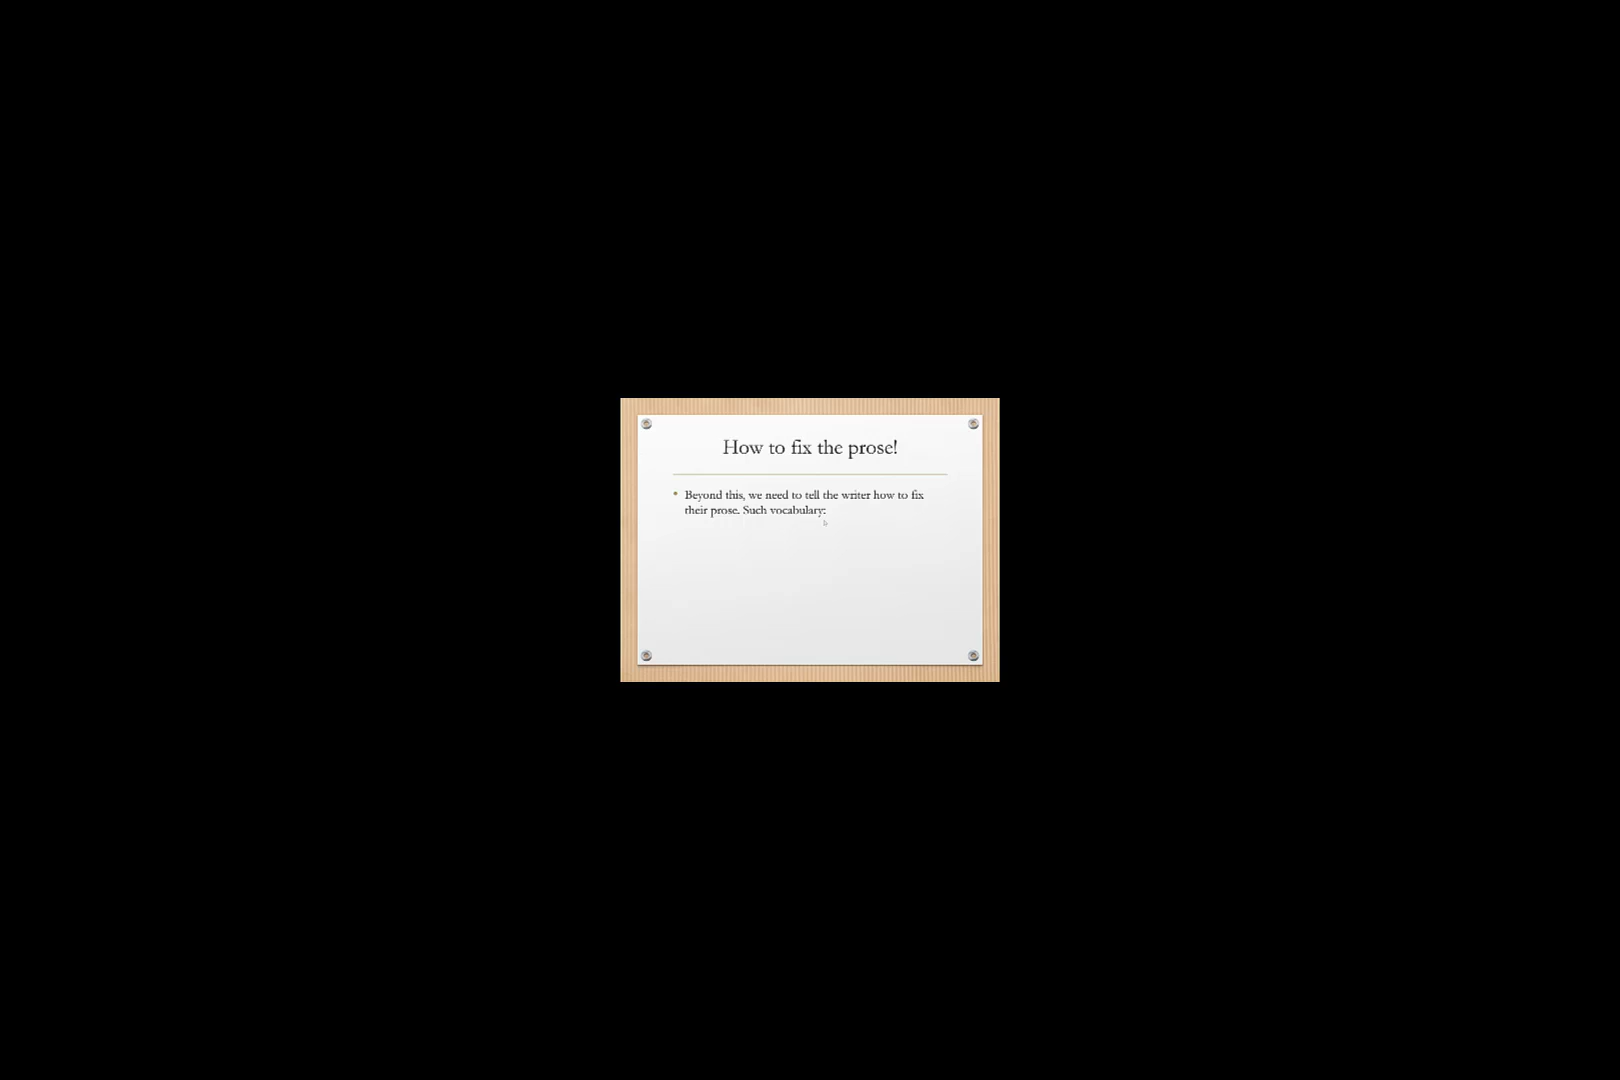 How to fix the prose!
• Beyond this, we need to tell the writer how to fix
their prose. Such vocabulary: